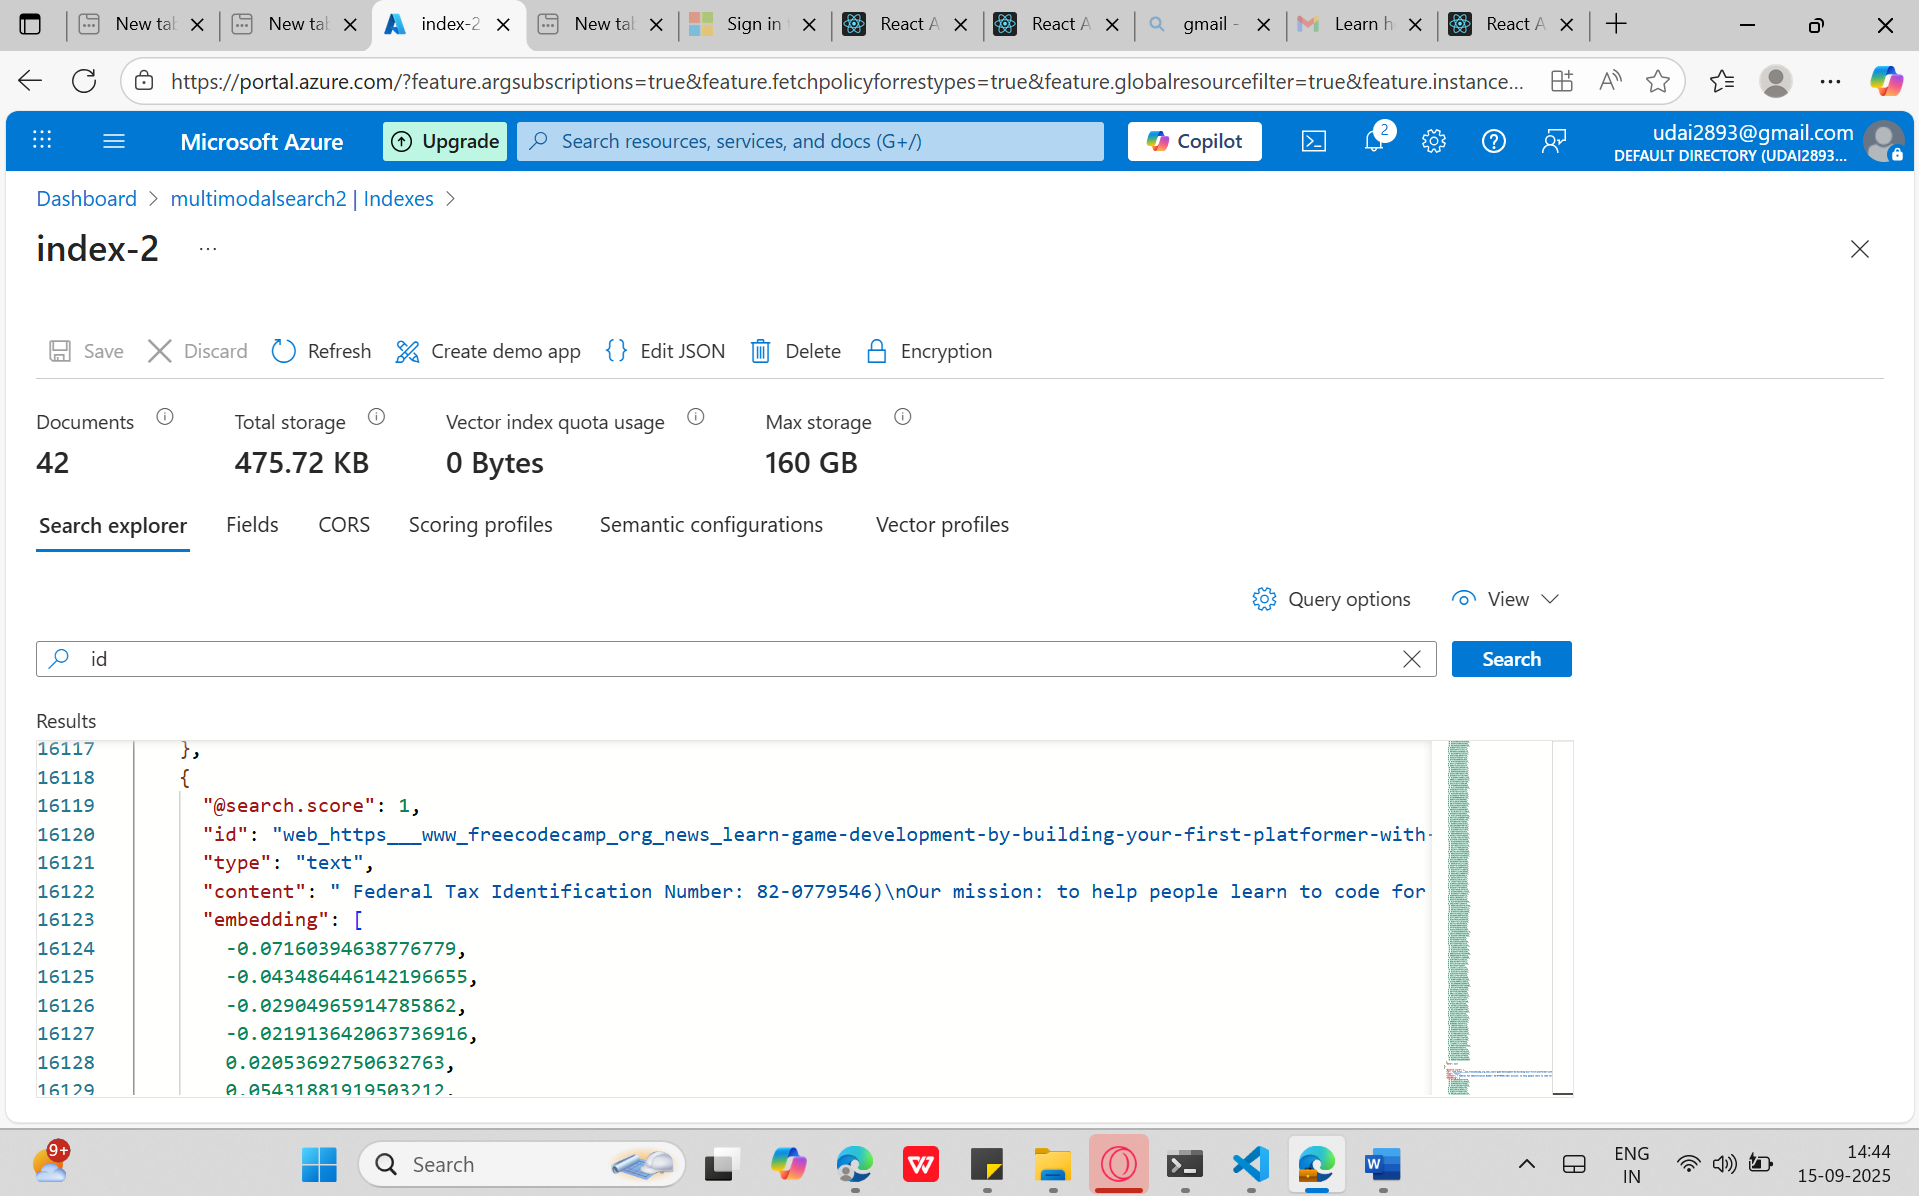 New tab
New tab
index-2
New tab
Sign in t
React A
React A
gmail -
Learn h
React A
https://portal.azure.com/?feature.argsubscriptions=true&feature.fetchpolicyforrestypes=true&feature.globalresourcefilter=true&feature.instance...
Microsoft Azure
Upgrade
Search resources, services, and docs (G+/)
Copilot
2
udai2893@gmail.com
DEFAULT DIRECTORY (UDAI2893...
Dashboard > multimodalsearch2 | Indexes >
index-2 ...
Save Discard Refresh Create demo app {} Edit JSON Delete Encryption
Documents Total storage Vector index quota usage Max storage
42 475.72 KB 0 Bytes 160 GB
Search explorer Fields CORS Scoring profiles Semantic configurations Vector profiles
Query options View
id Search
Results
16117 },
16118 {
16119 "@search.score": 1,
16120 "id": "web_https___www_freecodecamp_org_news_learn-game-development-by-building-your-first-platformer-with-
16121 "type": "text",
16122 "content": " Federal Tax Identification Number: 82-0779546)\nOur mission: to help people learn to code for
16123 "embedding": [
16124 -0.07160394638776779,
16125 -0.043486446142196655,
16126 -0.02904965914785862,
16127 -0.021913642063736916,
16128 0.02053692750632763,
16129 0.05431881919503212,
9+
Search
ENG
IN
14:44
15-09-2025